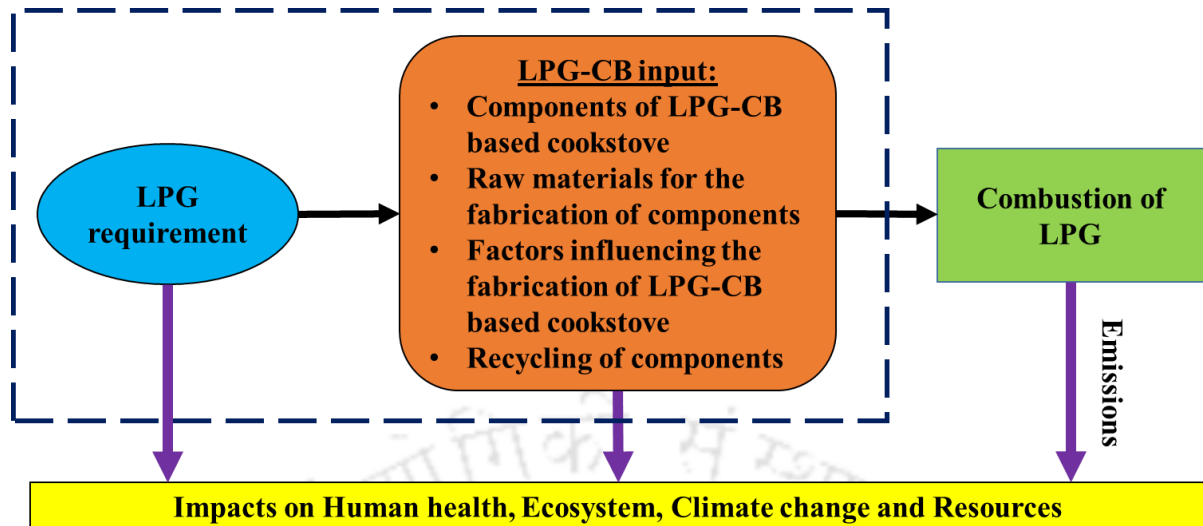 LPG
requirement
LPG-CB input:
• Components of LPG-CB
based cookstove
• Raw materials for the
fabrication of components
• Factors influencing the
fabrication of LPG-CB
based cookstove
• Recycling of components
Combustion of
LPG
Emissions
Impacts on Human health, Ecosystem, Climate change and Resources